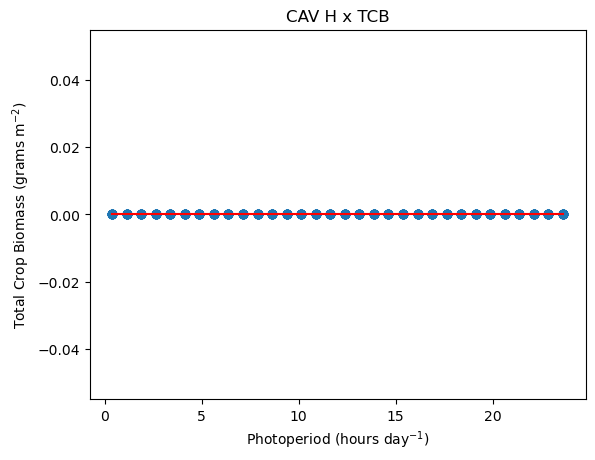 CAV H x TCB
Total Crop Biomass (grams m⁻²)
0.04
0.02
0.00
−0.02
−0.04
0 5 10 15 20
Photoperiod (hours day⁻¹)